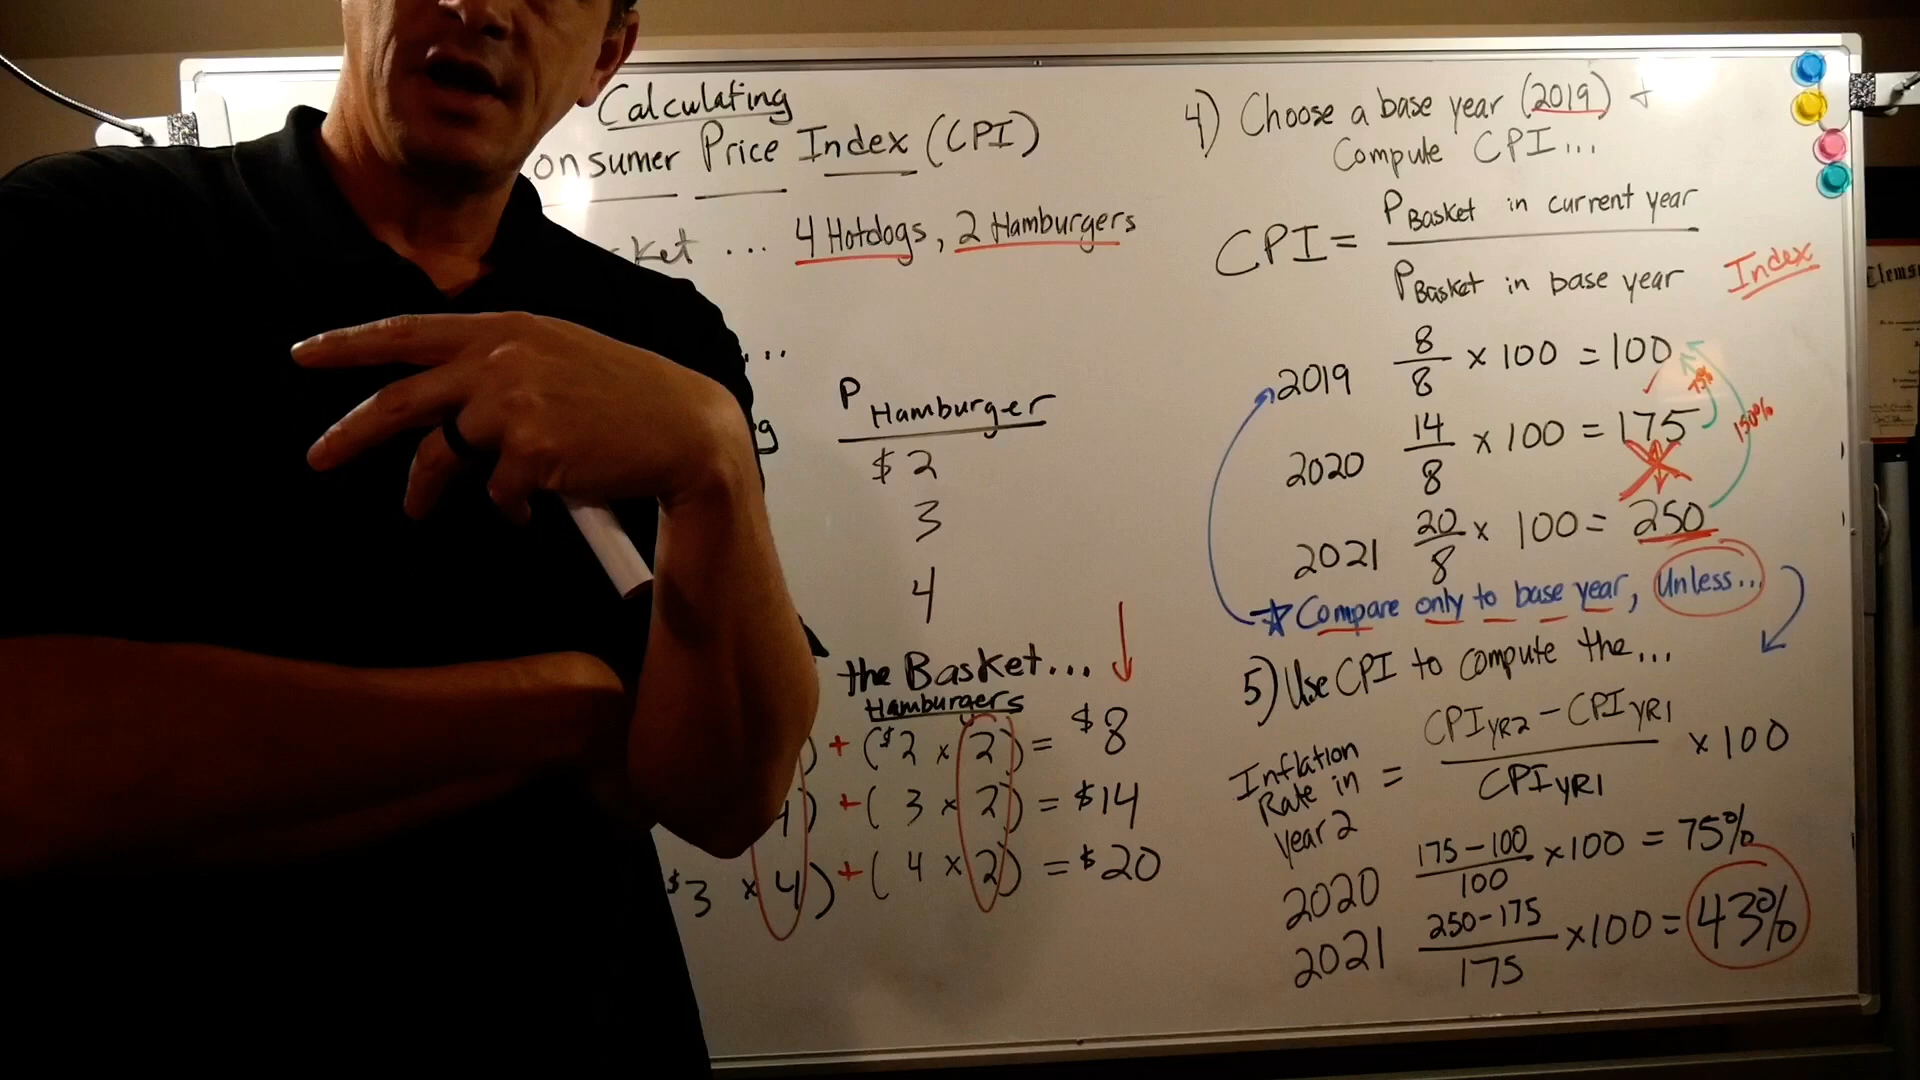 Calculating
onsumer Price Index (CPI)
ket ... 4 Hotdogs, 2 Hamburgers
...
g
P Hamburger
$2
3
4
the Basket...
Hamburgers
) + ($2 x 2) = $8
4) + ( 3 x 2) = $14
$3 x 4) + ( 4 x 2) = $20
4) Choose a base year (2019) +
Compute CPI...
CPI = P Basket in current year
P Basket in base year
Index
2019 8/8 x 100 = 100
75%
2020 14/8 x 100 = 175
150%
2021 20/8 x 100 = 250
☆ Compare only to base year, Unless...
5) Use CPI to compute the...
Inflation Rate in Year 2 = CPI YR2 - CPI YR1 / CPI YR1 x 100
2020 175-100/100 x 100 = 75%
2021 250-175/175 x 100 = 43%
Clems